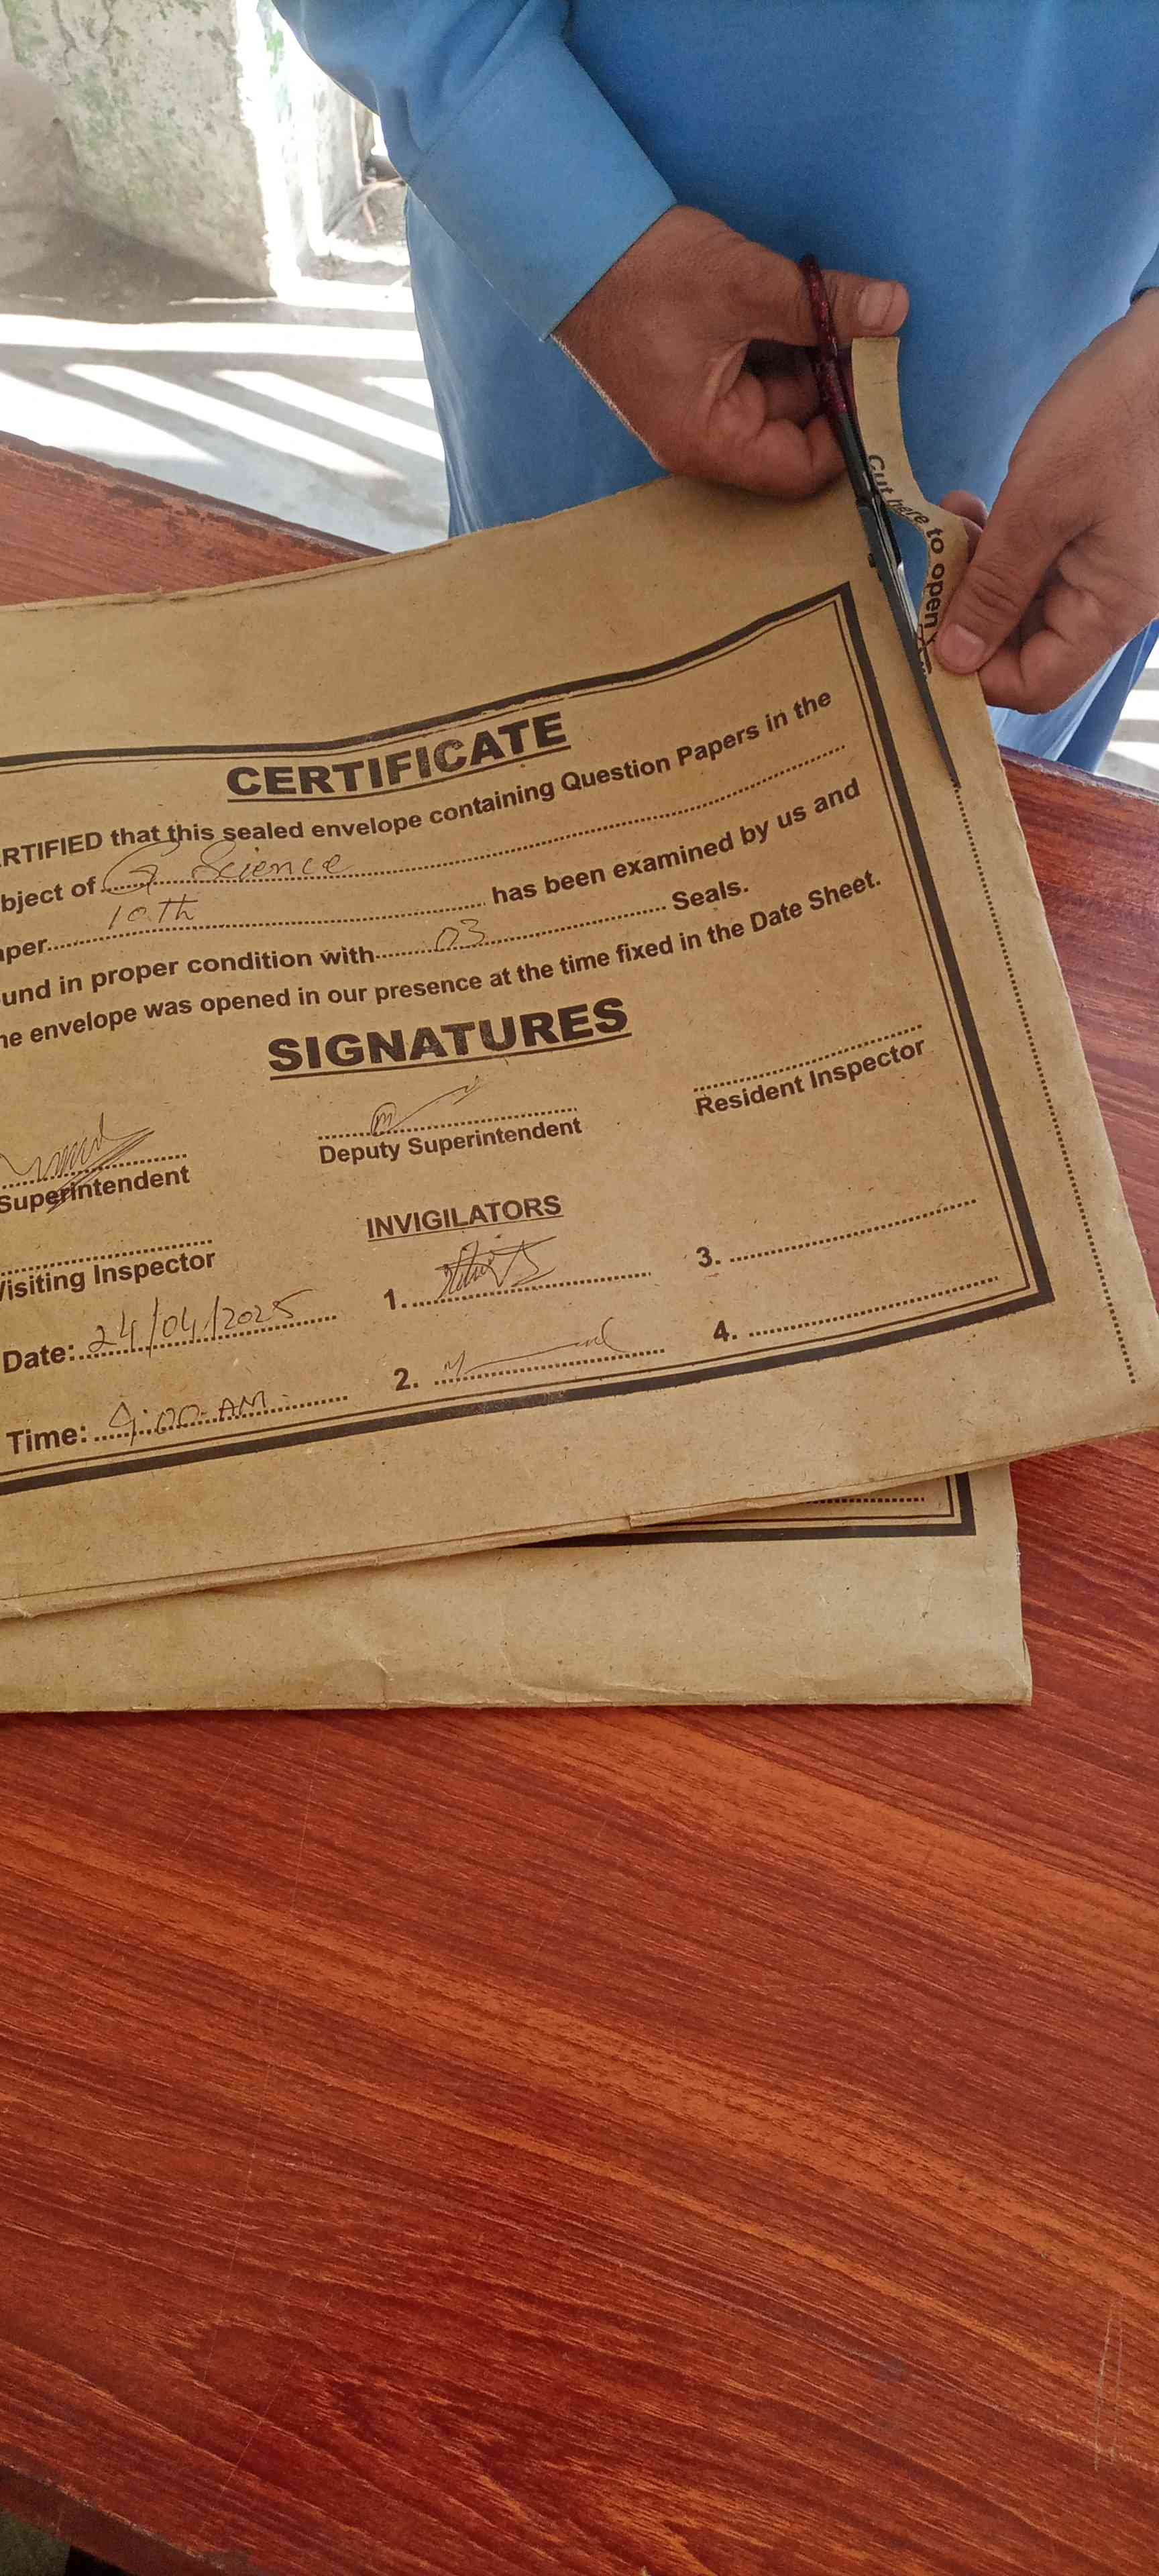 Cut here to open
CERTIFICATE
RTIFIED that this sealed envelope containing Question Papers in the
bject of G Science
per 10th has been examined by us and
und in proper condition with 03 Seals.
he envelope was opened in our presence at the time fixed in the Date Sheet.
SIGNATURES
Superintendent
Deputy Superintendent
Resident Inspector
Visiting Inspector
INVIGILATORS
1.
3.
2.
4.
Date: 24/04/2025
Time: 9:00 AM